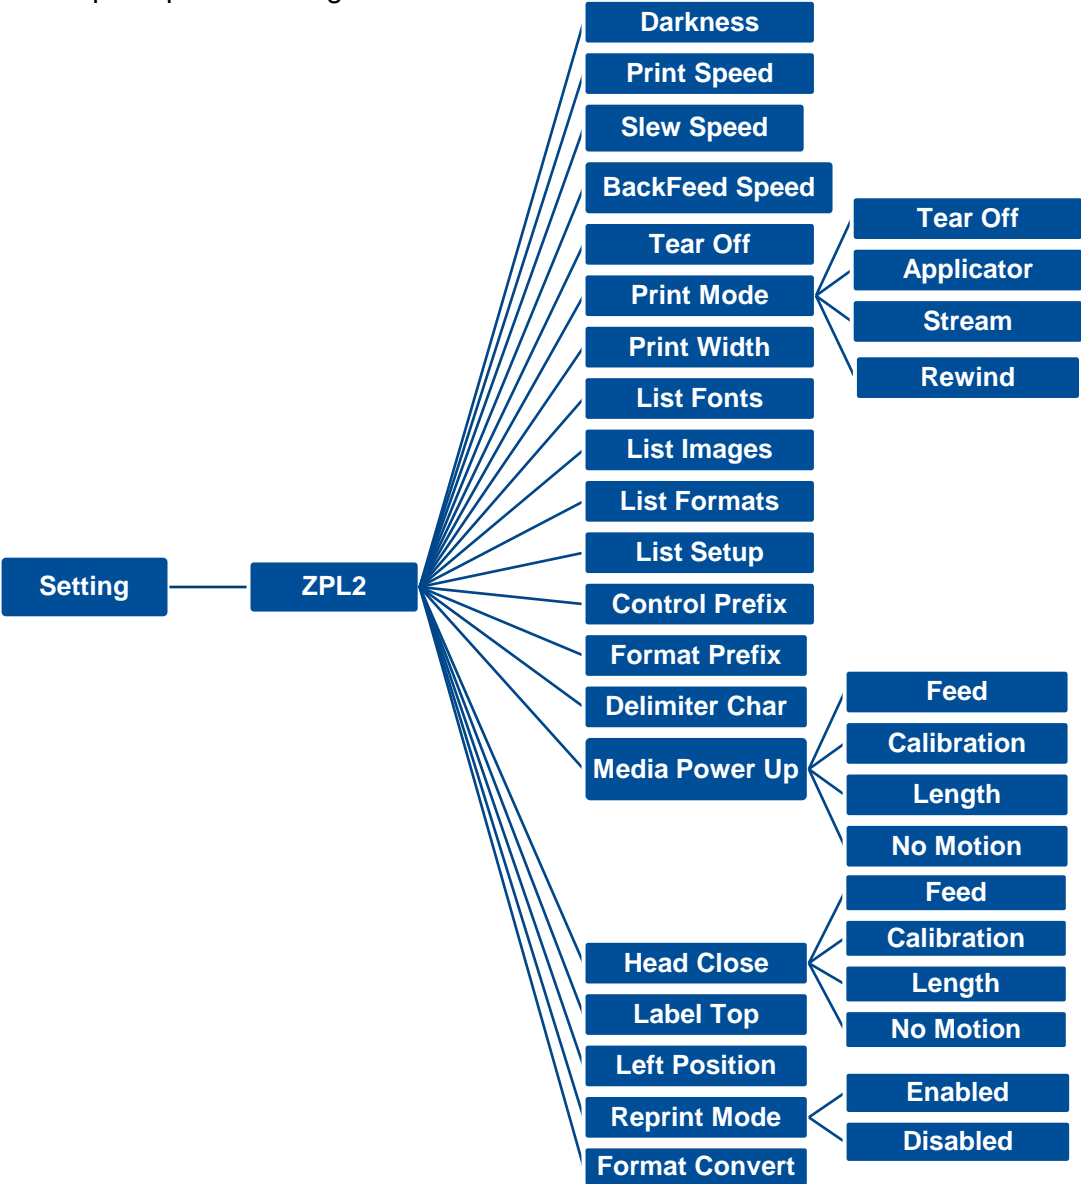 Setting
ZPL2
Darkness
Print Speed
Slew Speed
BackFeed Speed
Tear Off
Print Mode
Tear Off
Applicator
Stream
Rewind
Print Width
List Fonts
List Images
List Formats
List Setup
Control Prefix
Format Prefix
Delimiter Char
Media Power Up
Feed
Calibration
Length
No Motion
Head Close
Feed
Calibration
Length
No Motion
Label Top
Left Position
Reprint Mode
Enabled
Disabled
Format Convert